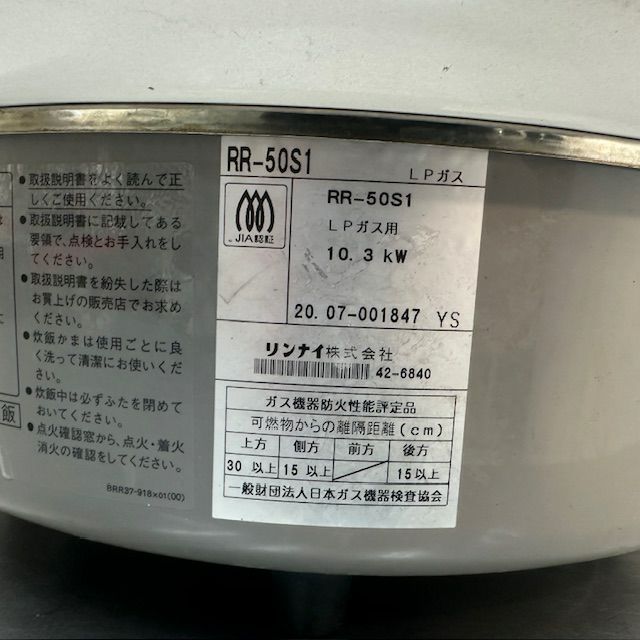 ● 取扱説明書をよく読んで正
しくご使用ください。
● 取扱説明書に記載してある
要領で、点検とお手入れをし
てください。
● 取扱説明書を紛失した際は
お買上げの販売店でお求め
ください。
● 炊飯かまは使用ごとに良
く洗って清潔にお使いくだ
さい。
● 炊飯中は必ずふたを閉めて
おいてください。
● 点火確認窓から、点火・着火
消火の確認をしてください。
BRR37-918×01(00)
飯
RR-50S1 LPガス
JIA認証
RR-50S1
LPガス用
10.3 kW
20.07-001847 YS
リンナイ株式会社
42-6840
ガス機器防火性能評定品
可燃物からの離隔距離(cm)
上方 側方 前方 後方
30以上 15以上 15以上
一般財団法人日本ガス機器検査協会